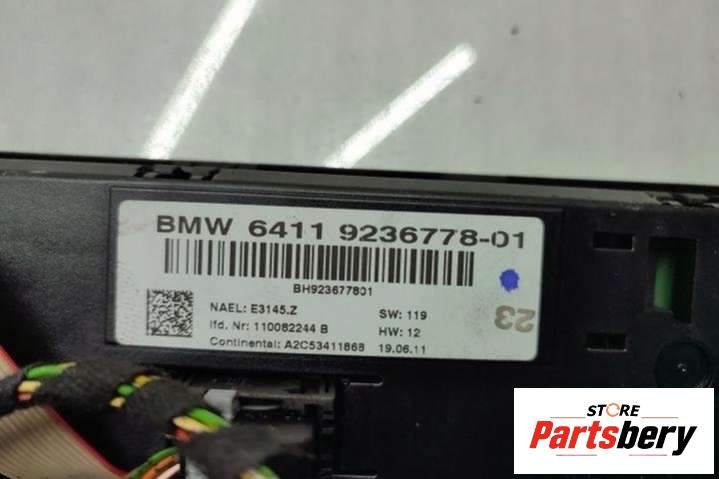 BMW 6411 9236778-01
BH923677801
NAEL: E3145.Z SW: 119
lfd. Nr: 110082244 B HW: 12
Continental: A2C53411868 19.06.11
23
STORE
Partsbery